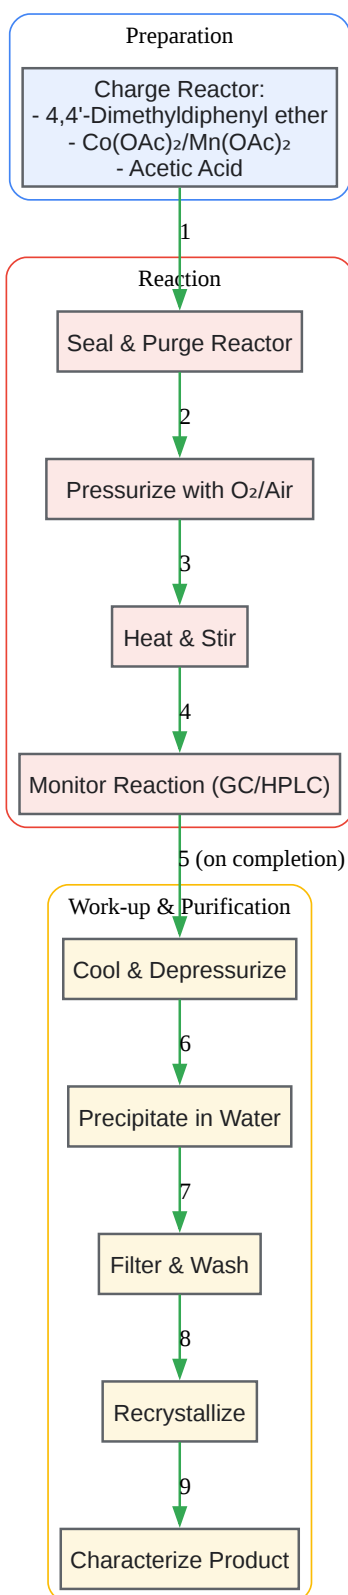 Preparation
Charge Reactor:
- 4,4'-Dimethyldiphenyl ether
- Co(OAc)₂/Mn(OAc)₂
- Acetic Acid
1
Reaction
Seal & Purge Reactor
2
Pressurize with O₂/Air
3
Heat & Stir
4
Monitor Reaction (GC/HPLC)
5 (on completion)
Work-up & Purification
Cool & Depressurize
6
Precipitate in Water
7
Filter & Wash
8
Recrystallize
9
Characterize Product